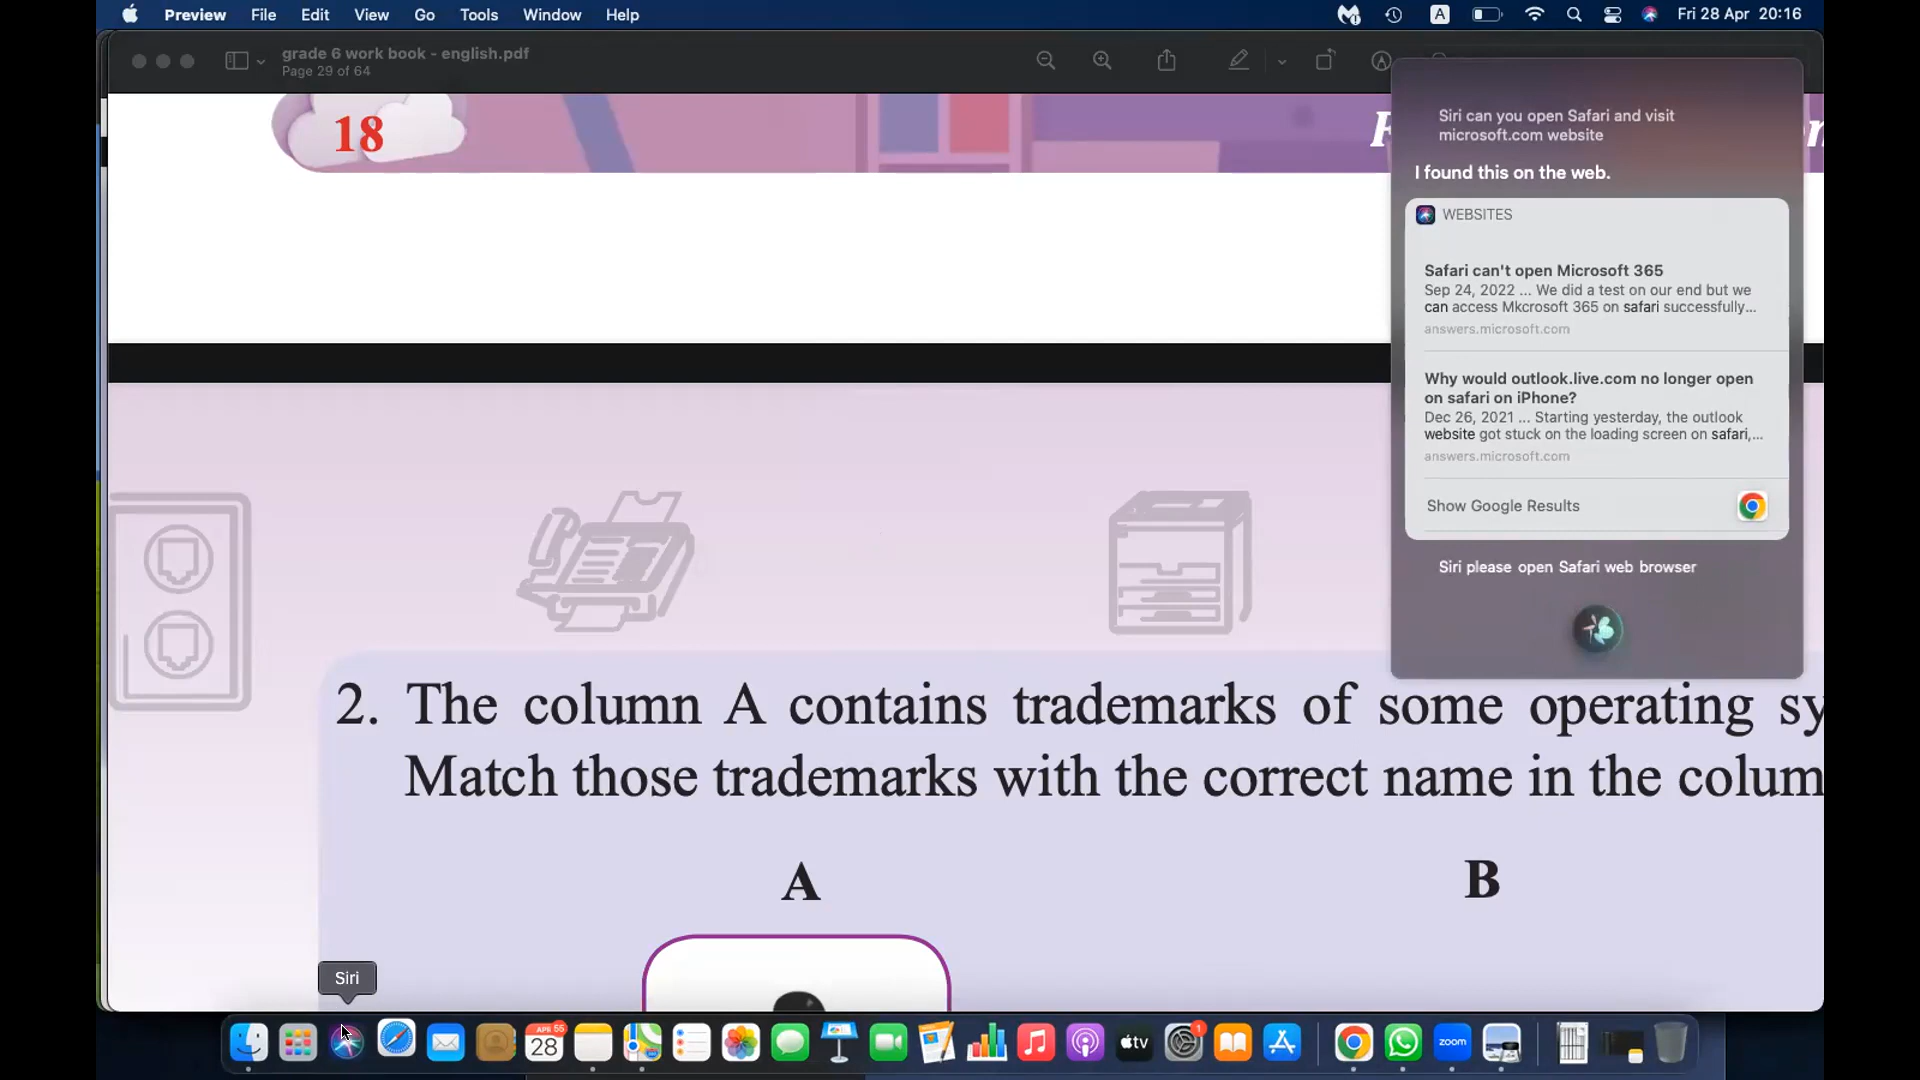 Preview File Edit View Go Tools Window Help
A
Fri 28 Apr 20:16
grade 6 work book - english.pdf
Page 29 of 64
18
Siri can you open Safari and visit
microsoft.com website
I found this on the web.
WEBSITES
Safari can't open Microsoft 365
Sep 24, 2022 ... We did a test on our end but we
can access Mkcrosoft 365 on safari successfully...
answers.microsoft.com
Why would outlook.live.com no longer open
on safari on iPhone?
Dec 26, 2021 ... Starting yesterday, the outlook
website got stuck on the loading screen on safari,...
answers.microsoft.com
Show Google Results
Siri please open Safari web browser
2. The column A contains trademarks of some operating sy
Match those trademarks with the correct name in the colum
A B
Siri
APR 55
28
tv
1
zoom